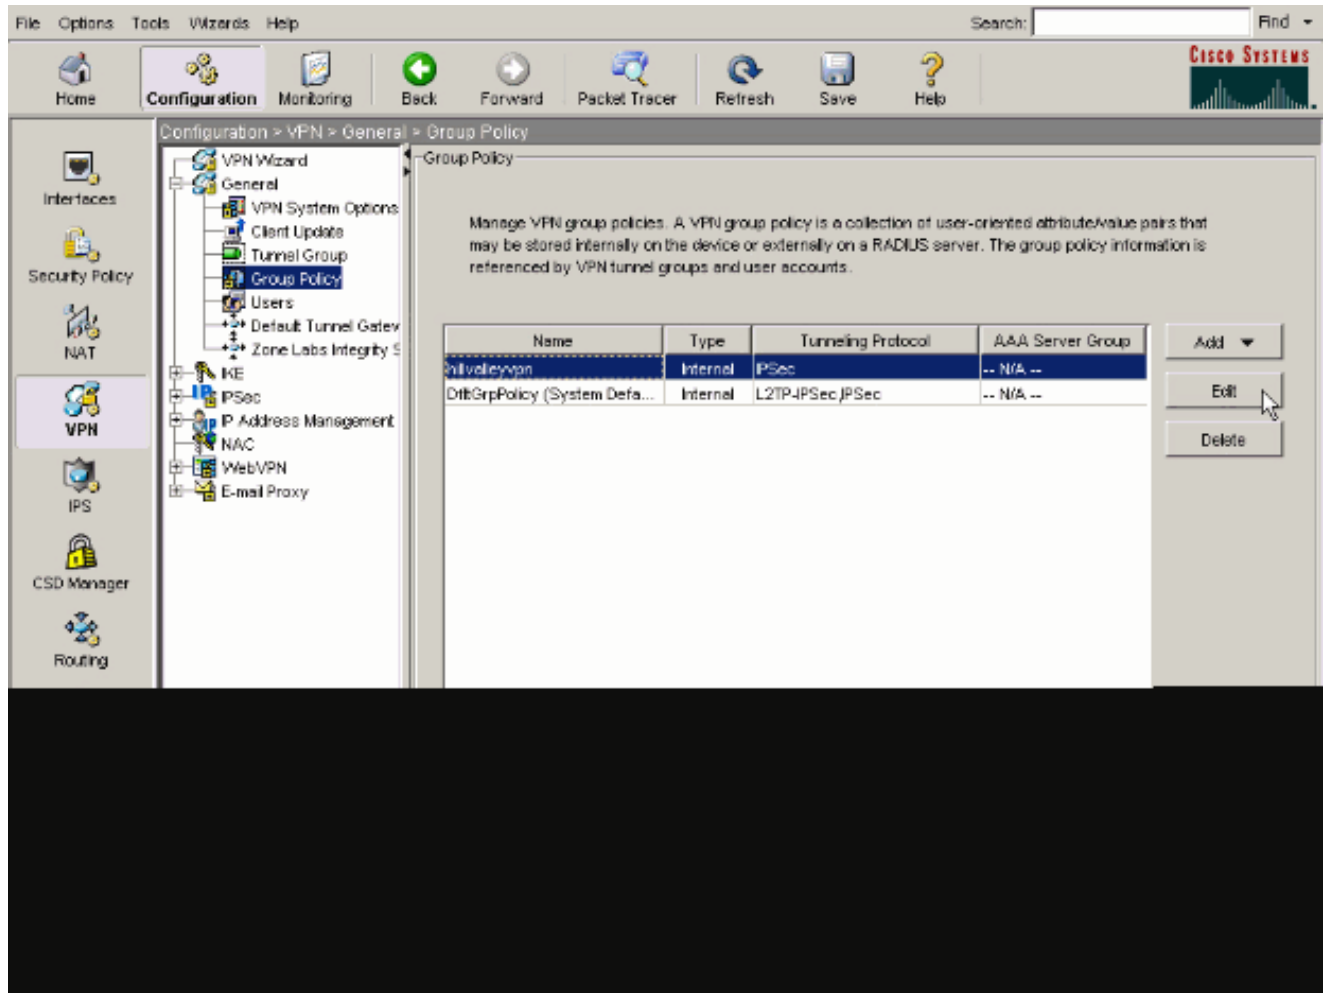 File Options Tools Wizards Help Search: Find
Home Configuration Monitoring Back Forward Packet Tracer Refresh Save Help
CISCO SYSTEMS
Configuration > VPN > General > Group Policy
Interfaces
Security Policy
NAT
VPN
IPS
CSD Manager
Routing
VPN Wizard
General
VPN System Options
Client Update
Tunnel Group
Group Policy
Users
Default Tunnel Gatew
Zone Labs Integrity S
IKE
IPSec
IP Address Management
NAC
WebVPN
E-mail Proxy
Group Policy
Manage VPN group policies. A VPN group policy is a collection of user-oriented attribute/value pairs that
may be stored internally on the device or externally on a RADIUS server. The group policy information is
referenced by VPN tunnel groups and user accounts.
Name Type Tunneling Protocol AAA Server Group
hillvalleyvpn Internal IPSec -- N/A --
DfltGrpPolicy (System Defa... Internal L2TP-IPSec,IPSec -- N/A --
Add
Edit
Delete